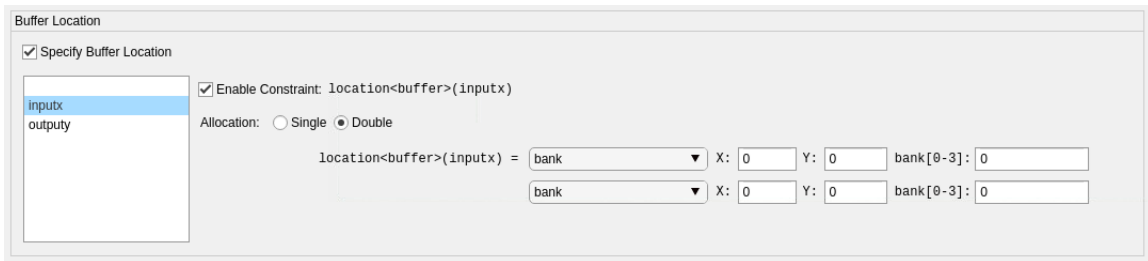 Buffer Location
Specify Buffer Location
inputx
outputy
Enable Constraint: location<buffer>(inputx)
Allocation: Single Double
location<buffer>(inputx) = bank X: 0 Y: 0 bank[0-3]: 0
bank X: 0 Y: 0 bank[0-3]: 0